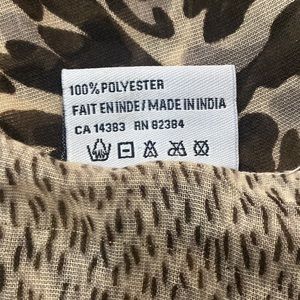 100% POLYESTER
FAIT EN INDE / MADE IN INDIA
CA 14383 RN 82384